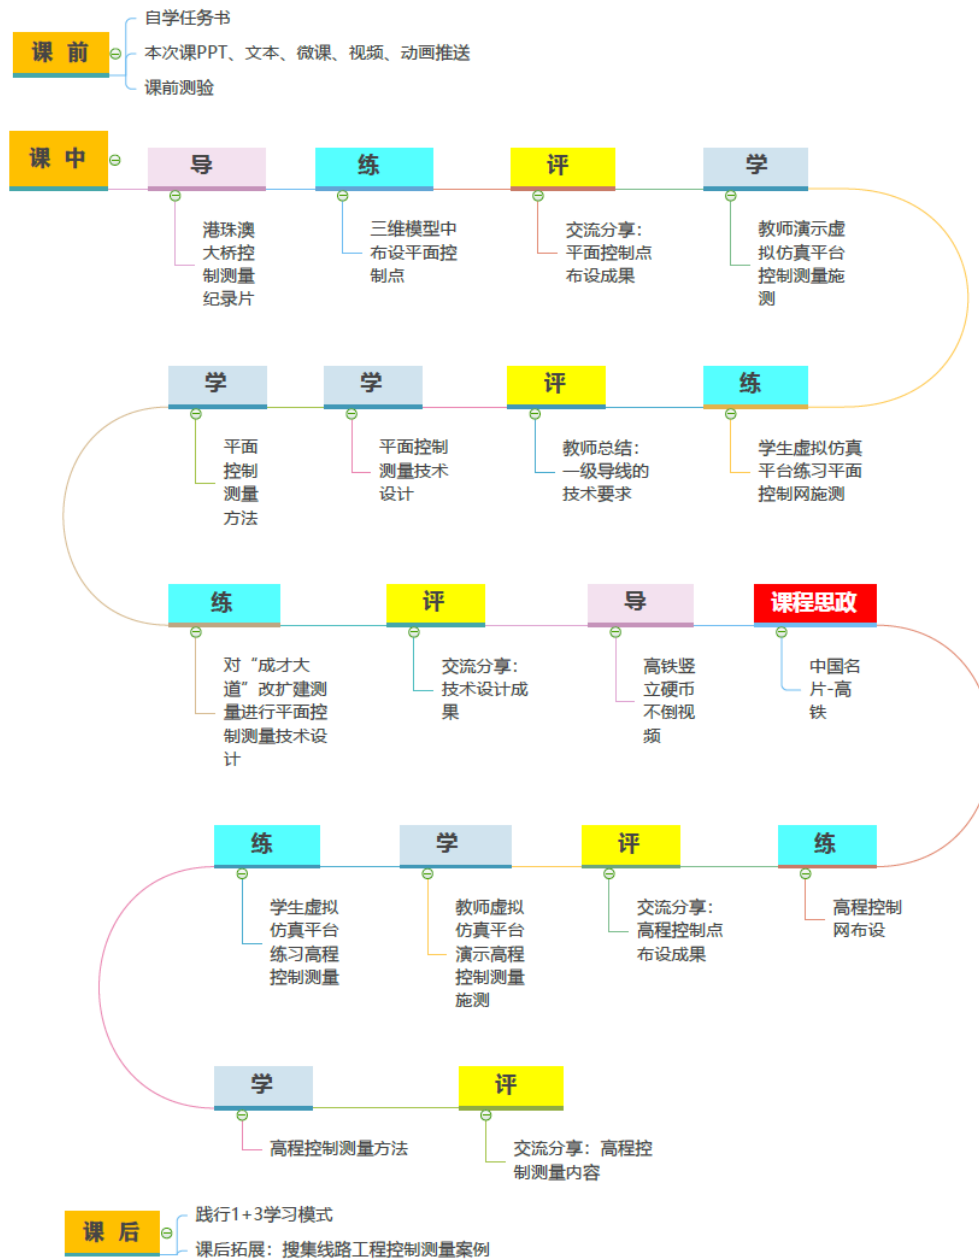 课 前
自学任务书
本次课PPT、文本、微课、视频、动画推送
课前测验
课 中
导
港珠澳
大桥控
制测量
纪录片
练
三维模型中
布设平面控
制点
评
交流分享：
平面控制点
布设成果
学
教师演示虚
拟仿真平台
控制测量施
测
练
学生虚拟仿真
平台练习平面
控制网施测
评
教师总结：
一级导线的
技术要求
学
平面控制
测量技术
设计
学
平面
控制
测量
方法
练
对“成才大
道”改扩建测
量进行平面控
制测量技术设
计
评
交流分享：
技术设计成
果
导
高铁竖
立硬币
不倒视
频
课程思政
中国名
片-高
铁
练
高程控制
网布设
评
交流分享：
高程控制点
布设成果
学
教师虚拟
仿真平台
演示高程
控制测量
施测
练
学生虚拟
仿真平台
练习高程
控制测量
学
高程控制测量方法
评
交流分享：高程控
制测量内容
课 后
践行1+3学习模式
课后拓展：搜集线路工程控制测量案例